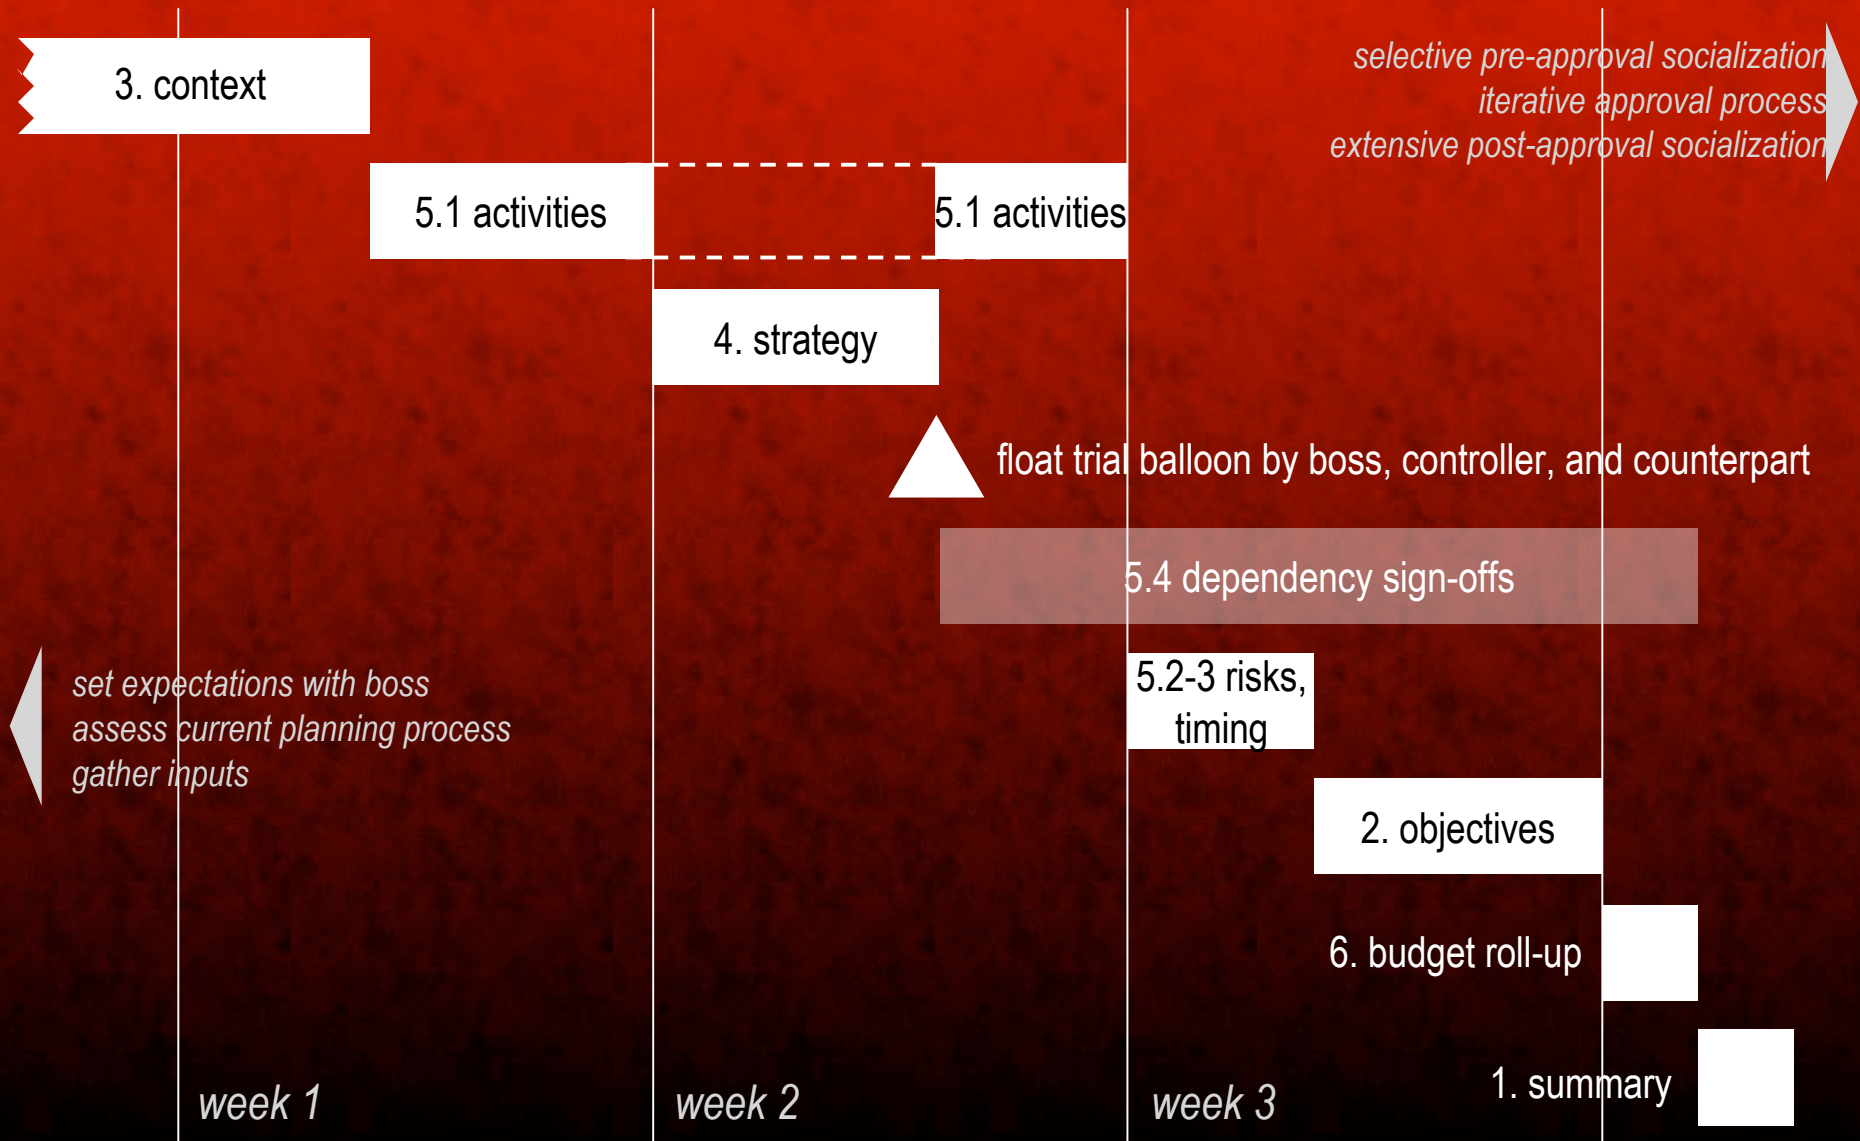 3. context
selective pre-approval socialization
iterative approval process
extensive post-approval socialization
5.1 activities
5.1 activities
4. strategy
float trial balloon by boss, controller, and counterpart
5.4 dependency sign-offs
5.2-3 risks,
timing
set expectations with boss
assess current planning process
gather inputs
2. objectives
6. budget roll-up
1. summary
week 1
week 2
week 3